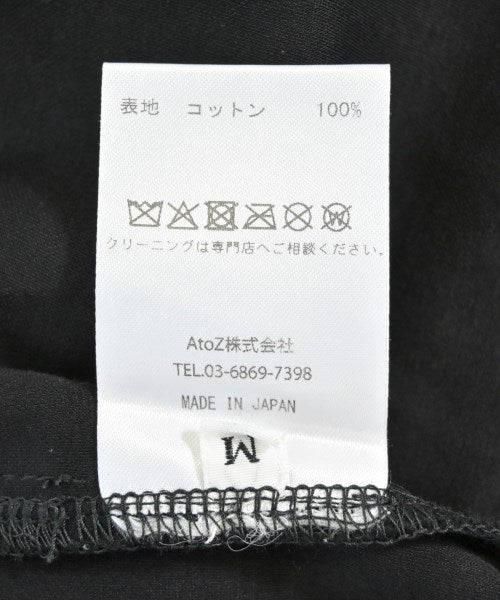 表地 コットン 100%
クリーニングは専門店へご相談ください。
AtoZ株式会社
TEL.03-6869-7398
MADE IN JAPAN
M